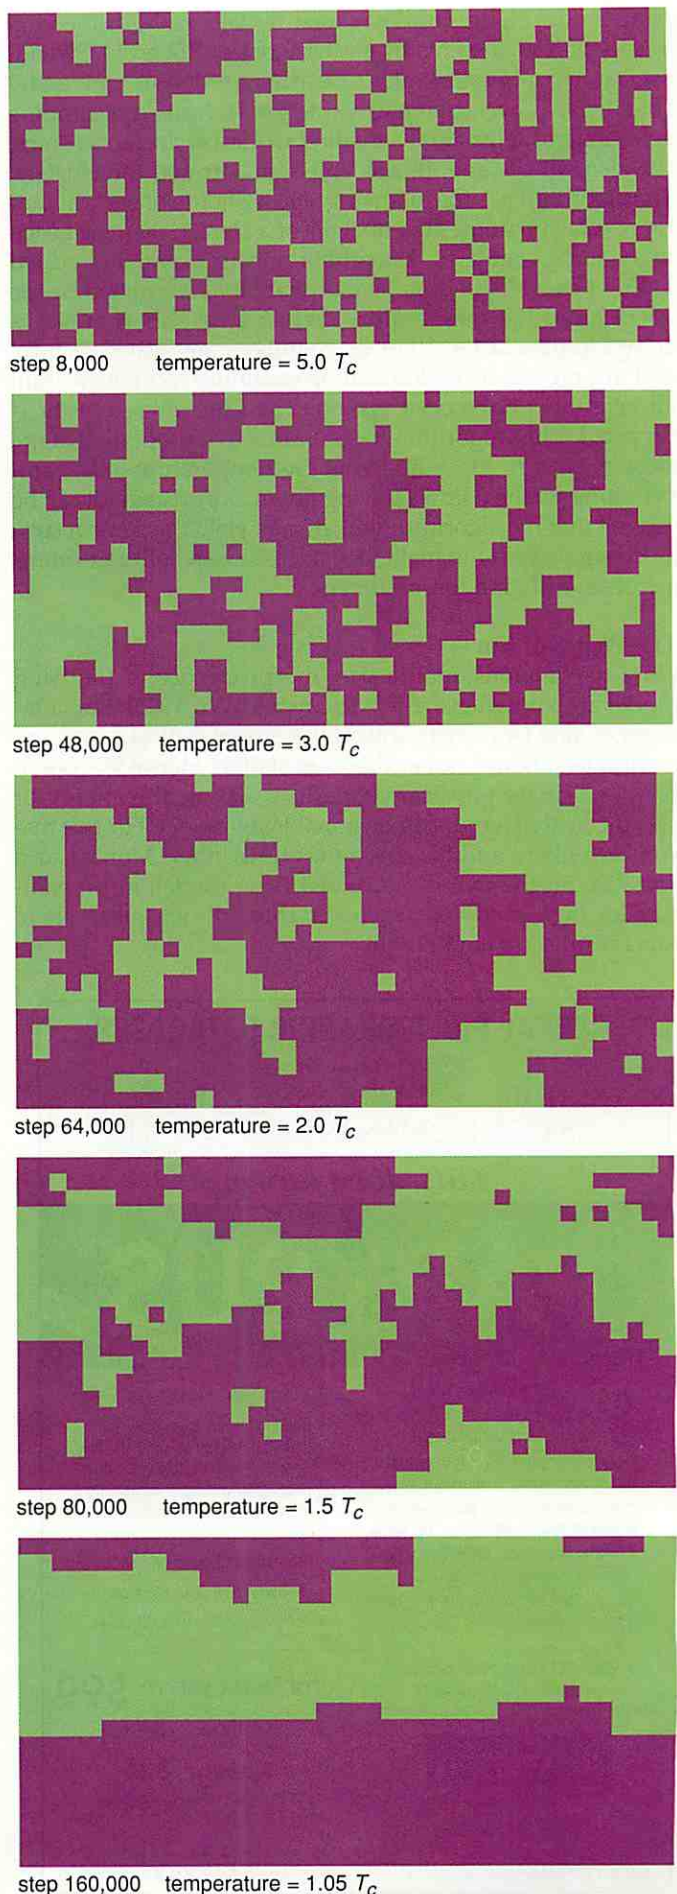 step 8,000 temperature = 5.0 Tc
step 48,000 temperature = 3.0 Tc
step 64,000 temperature = 2.0 Tc
step 80,000 temperature = 1.5 Tc
step 160,000 temperature = 1.05 Tc